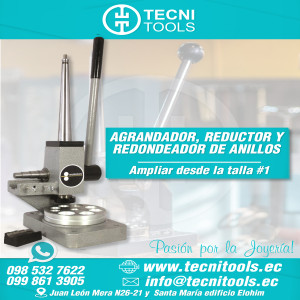 TECNI
TOOLS
AGRANDADOR, REDUCTOR Y
REDONDEADOR DE ANILLOS
Ampliar desde la talla #1
Pasión por la Joyería!
098 532 7622
099 861 3905
www.tecnitools.ec
info@tecnitools.ec
Juan León Mera N26-21 y Santa María edificio Elohim